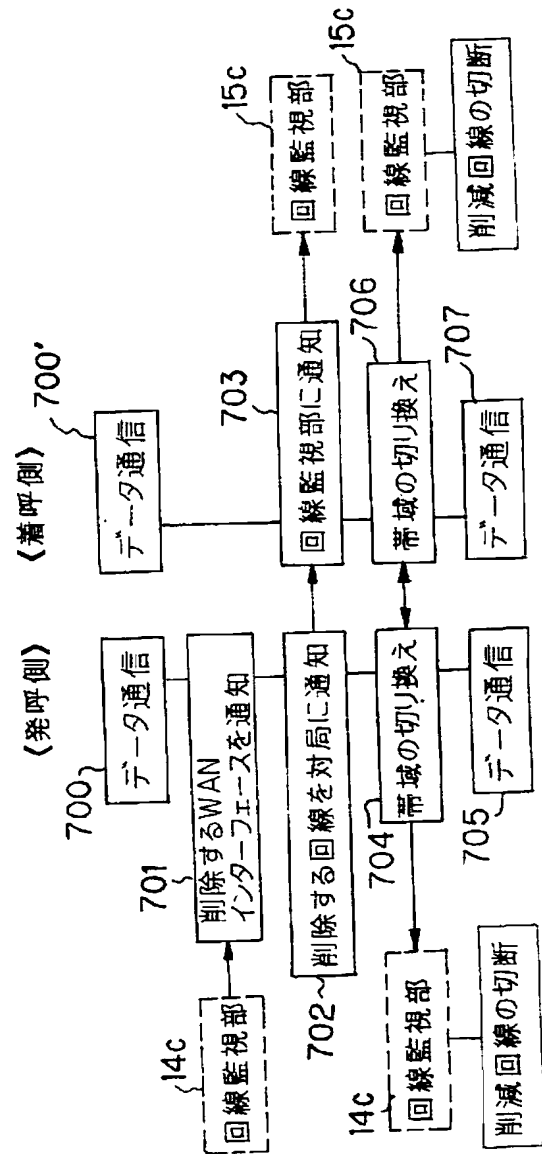 《発呼側》
《着呼側》
700
データ通信
700′
データ通信
14c
回線監視部
701
削除するWAN
インターフェースを通知
702
削除する回線を対局に通知
703
回線監視部に通知
15c
回線監視部
704
帯域の切り換え
706
帯域の切り換え
15c
回線監視部
削減回線の切断
14c
回線監視部
削減回線の切断
705
データ通信
707
データ通信